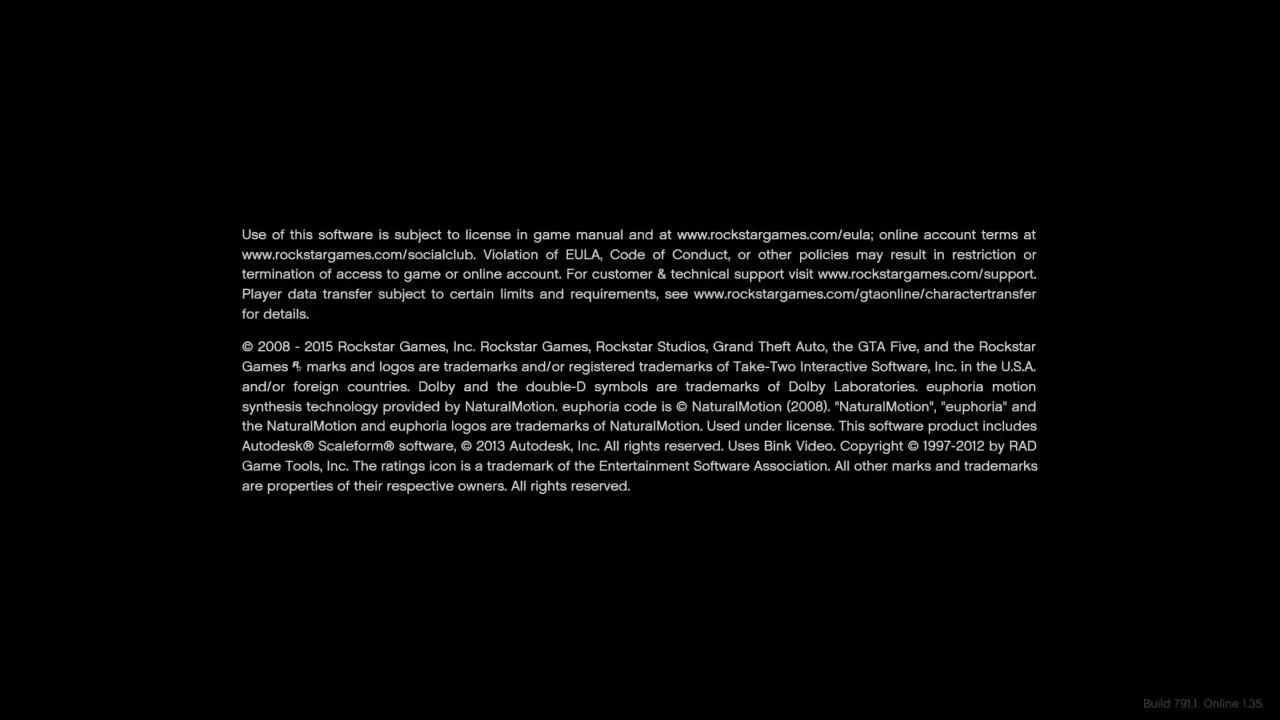 Use of this software is subject to license in game manual and at www.rockstargames.com/eula; online account terms at
www.rockstargames.com/socialclub. Violation of EULA, Code of Conduct, or other policies may result in restriction or
termination of access to game or online account. For customer & technical support visit www.rockstargames.com/support.
Player data transfer subject to certain limits and requirements, see www.rockstargames.com/gtaonline/charactertransfer
for details.
© 2008 - 2015 Rockstar Games, Inc. Rockstar Games, Rockstar Studios, Grand Theft Auto, the GTA Five, and the Rockstar
Games R* marks and logos are trademarks and/or registered trademarks of Take-Two Interactive Software, Inc. in the U.S.A.
and/or foreign countries. Dolby and the double-D symbols are trademarks of Dolby Laboratories. euphoria motion
synthesis technology provided by NaturalMotion. euphoria code is © NaturalMotion (2008). "NaturalMotion", "euphoria" and
the NaturalMotion and euphoria logos are trademarks of NaturalMotion. Used under license. This software product includes
Autodesk® Scaleform® software, © 2013 Autodesk, Inc. All rights reserved. Uses Bink Video. Copyright © 1997-2012 by RAD
Game Tools, Inc. The ratings icon is a trademark of the Entertainment Software Association. All other marks and trademarks
are properties of their respective owners. All rights reserved.
Build 791.1. Online 1.35.